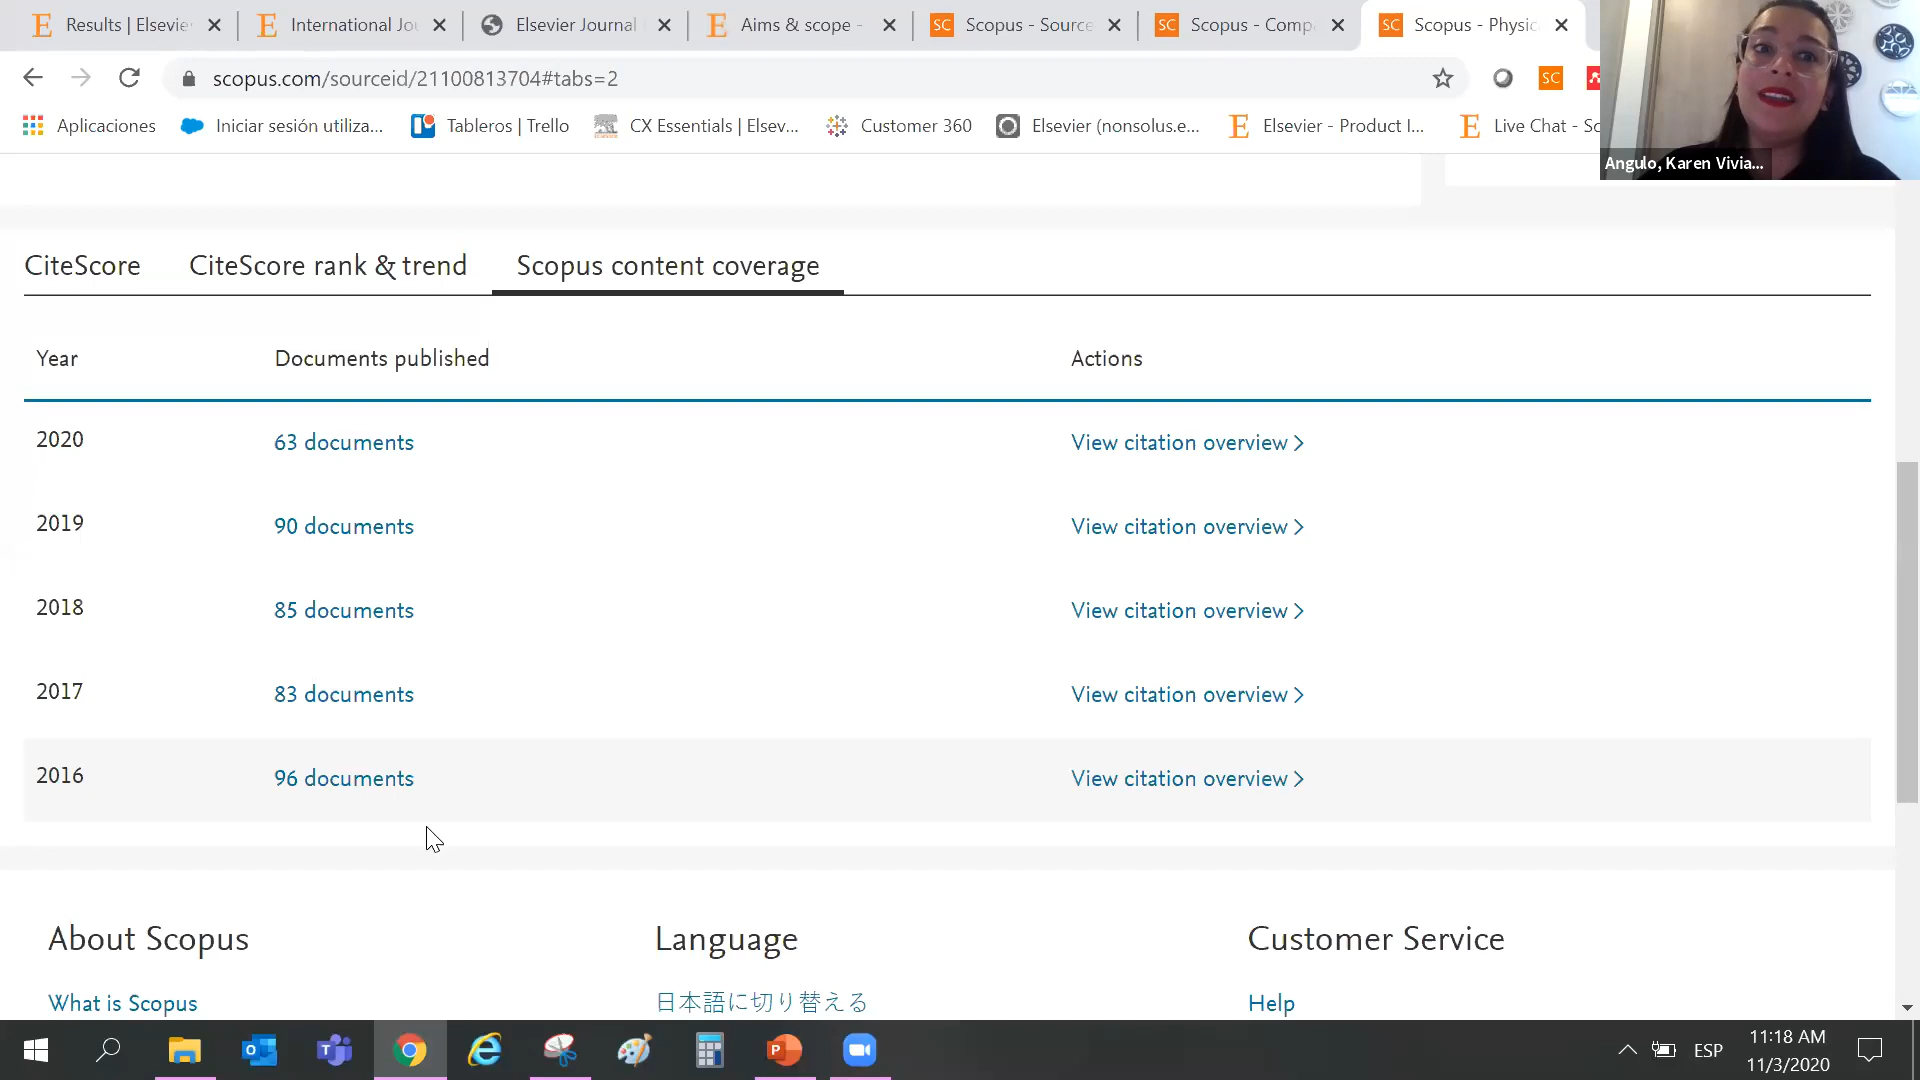 Results | Elsevie
International Jou
Elsevier Journal
Aims & scope -
SC Scopus - Source
SC Scopus - Comp
SC Scopus - Physic
scopus.com/sourceid/21100813704#tabs=2
SC
Aplicaciones
Iniciar sesión utiliza...
Tableros | Trello
CX Essentials | Elsev...
Customer 360
Elsevier (nonsolus.e...
Elsevier - Product I...
Live Chat - Sc
Angulo, Karen Vivia...
CiteScore
CiteScore rank & trend
Scopus content coverage
Year Documents published Actions
2020 63 documents View citation overview >
2019 90 documents View citation overview >
2018 85 documents View citation overview >
2017 83 documents View citation overview >
2016 96 documents View citation overview >
About Scopus
Language
Customer Service
What is Scopus
日本語に切り替える
Help
ESP
11:18 AM
11/3/2020